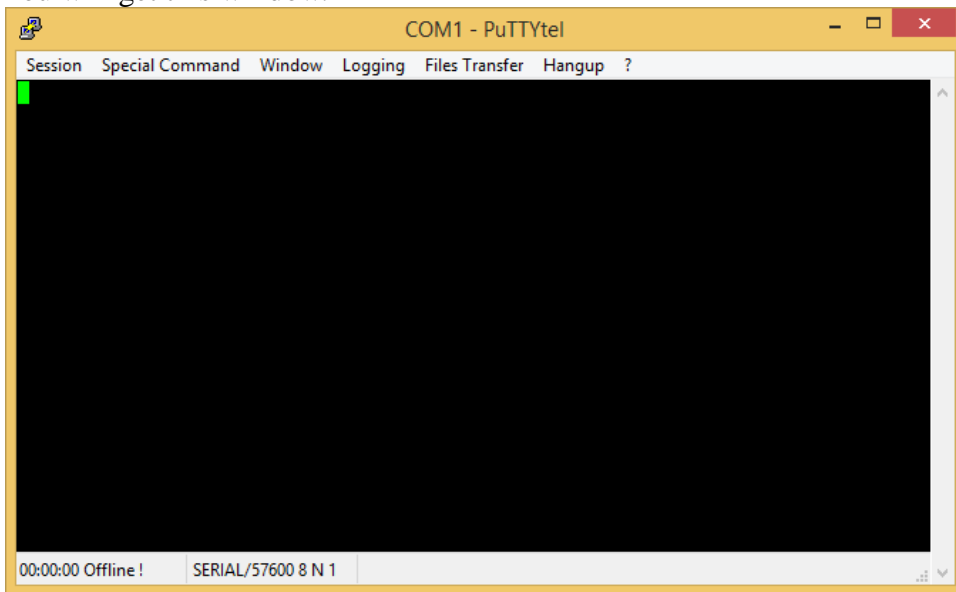 COM1 - PuTTYtel
Session Special Command Window Logging Files Transfer Hangup ?
00:00:00 Offline ! SERIAL/57600 8 N 1